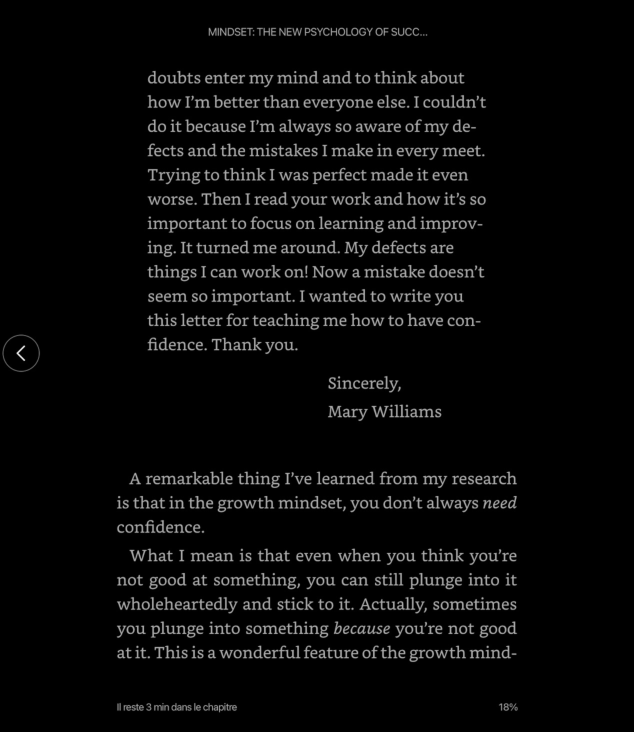 MINDSET: THE NEW PSYCHOLOGY OF SUCC...
doubts enter my mind and to think about
how I’m better than everyone else. I couldn’t
do it because I’m always so aware of my de-
fects and the mistakes I make in every meet.
Trying to think I was perfect made it even
worse. Then I read your work and how it’s so
important to focus on learning and improv-
ing. It turned me around. My defects are
things I can work on! Now a mistake doesn’t
seem so important. I wanted to write you
this letter for teaching me how to have con-
fidence. Thank you.
Sincerely,
Mary Williams
A remarkable thing I’ve learned from my research
is that in the growth mindset, you don’t always need
confidence.
What I mean is that even when you think you’re
not good at something, you can still plunge into it
wholeheartedly and stick to it. Actually, sometimes
you plunge into something because you’re not good
at it. This is a wonderful feature of the growth mind-
Il reste 3 min dans le chapitre 18%